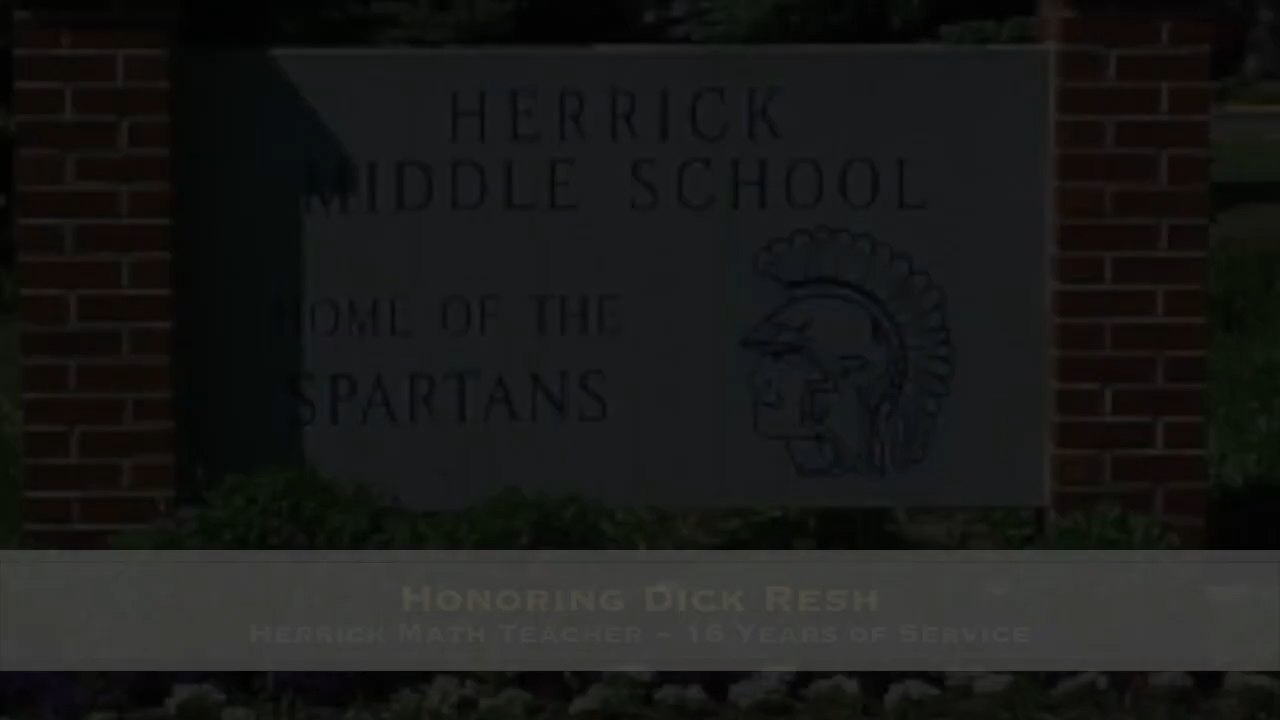 HERRICK
MIDDLE SCHOOL
HOME OF THE
SPARTANS
Honoring Dick Resh
Herrick Math Teacher – 16 Years of Service